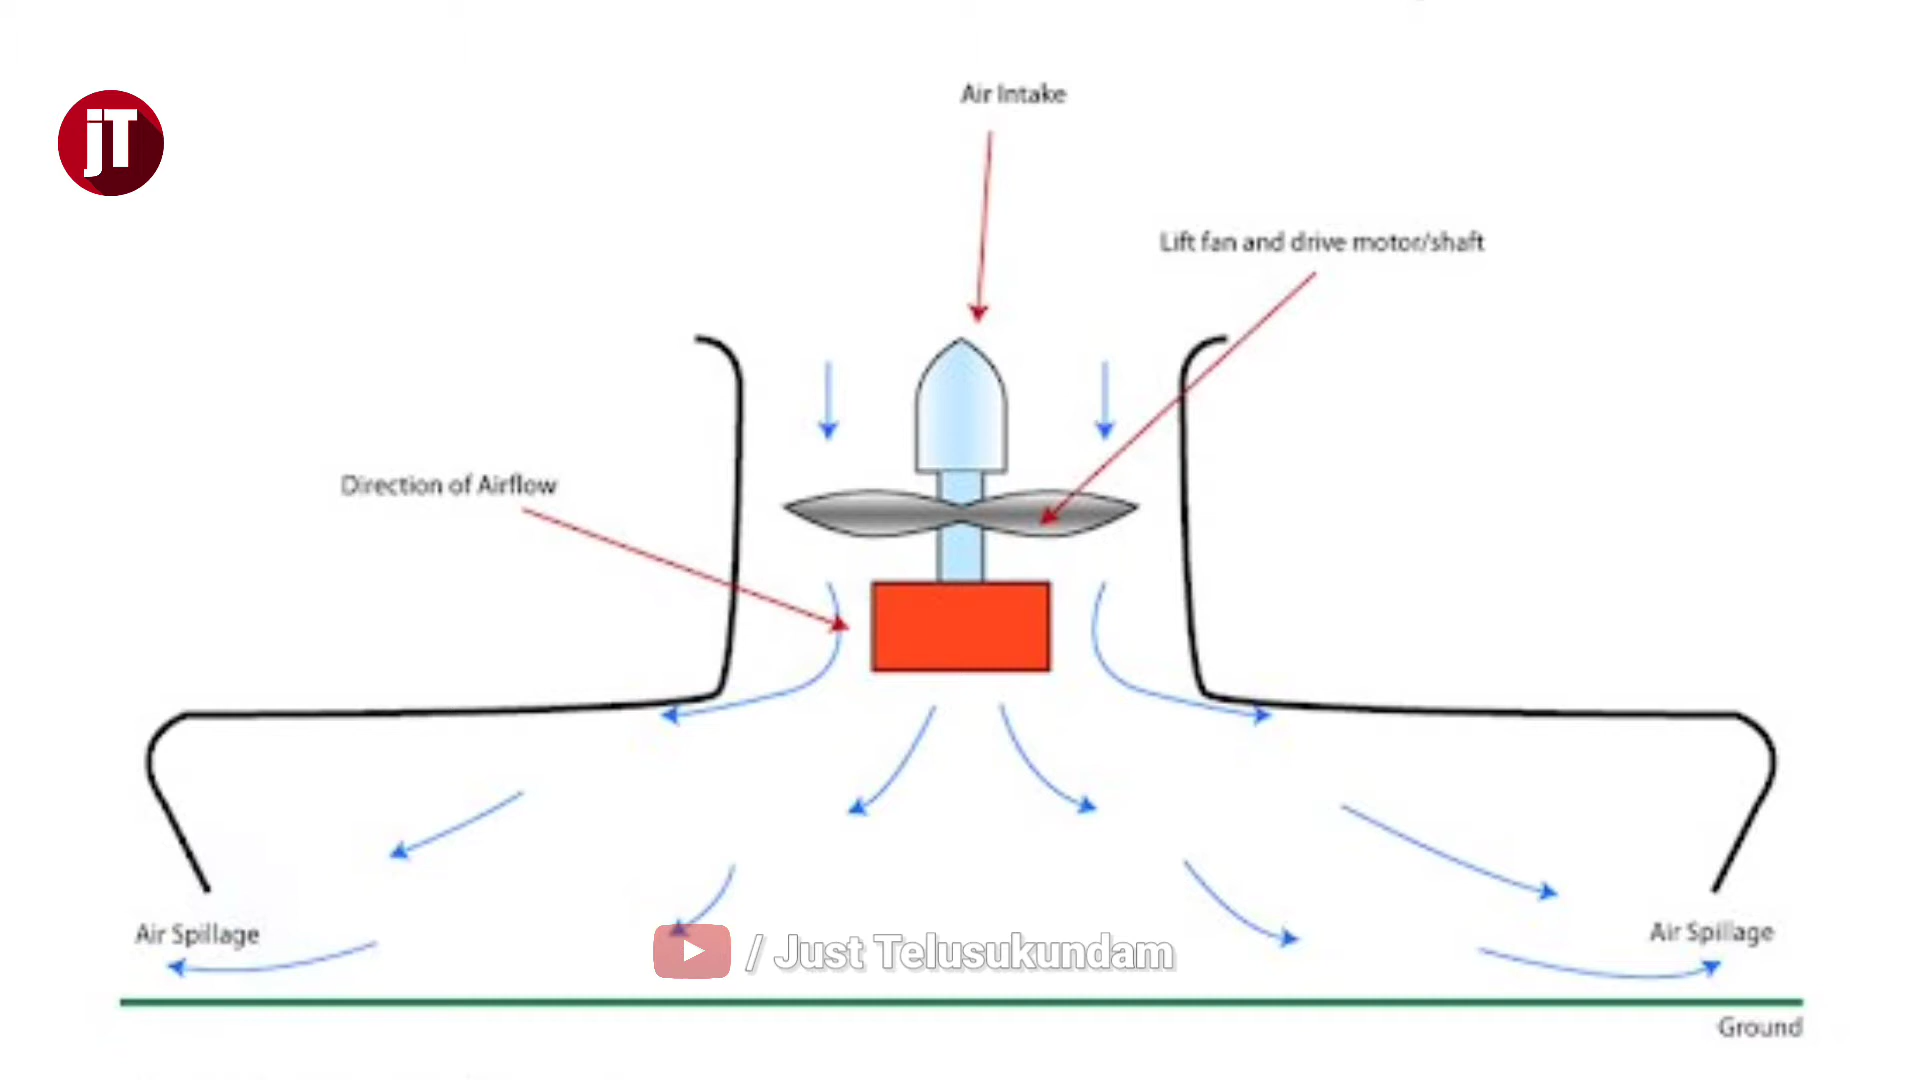 jT
Air Intake
Lift fan and drive motor/shaft
Direction of Airflow
Air Spillage
Air Spillage
/ Just Telusukundam
Ground